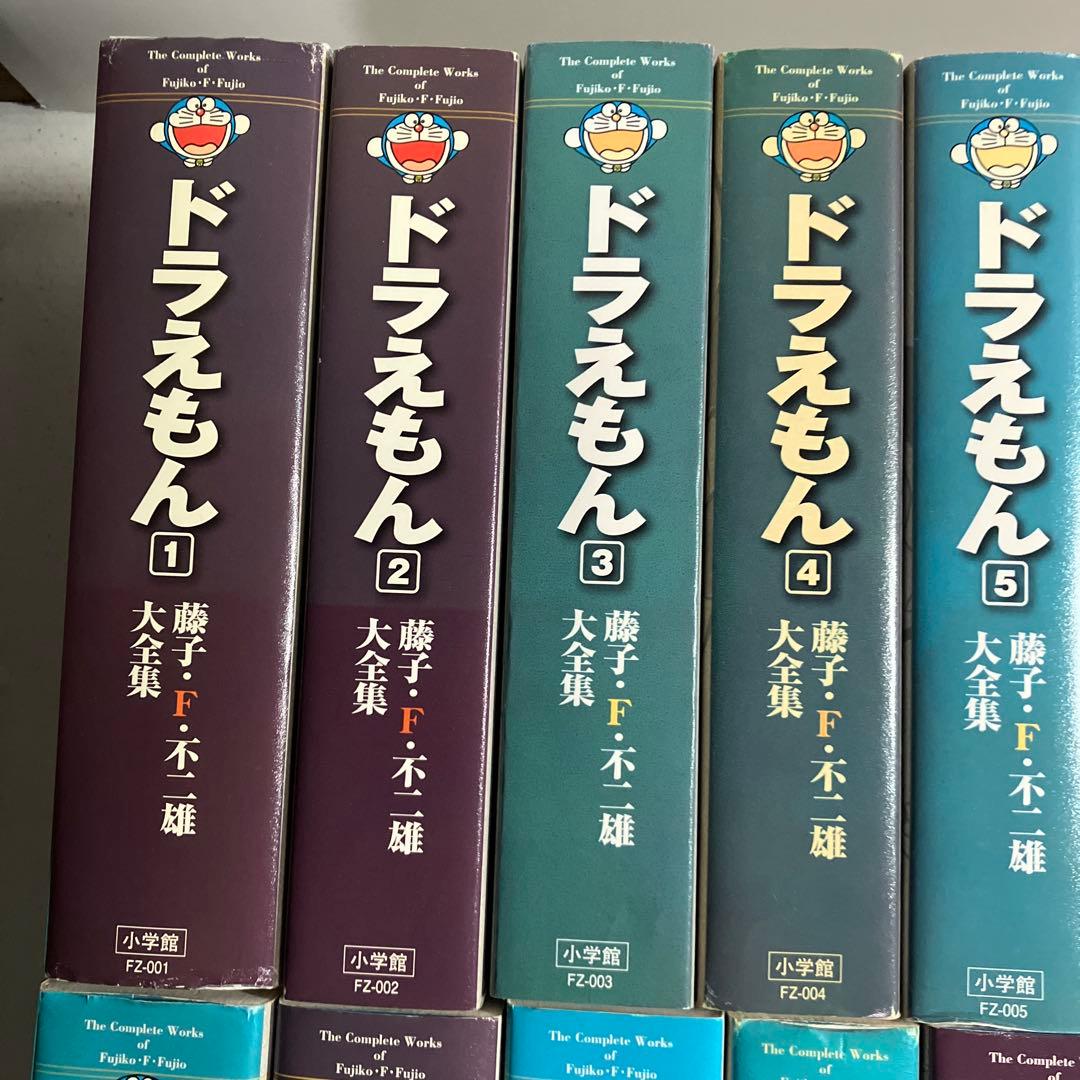 The Complete Works
of
Fujiko・F・Fujio
ドラえもん
1
藤子・F・不二雄
大全集
小学館
FZ-001
The Complete Works
of
Fujiko・F・Fujio
ドラえもん
2
藤子・F・不二雄
大全集
小学館
FZ-002
The Complete Works
of
Fujiko・F・Fujio
ドラえもん
3
藤子・F・不二雄
大全集
小学館
FZ-003
The Complete Works
of
Fujiko・F・Fujio
ドラえもん
4
藤子・F・不二雄
大全集
小学館
FZ-004
The Complete Works
of
Fujiko・F・Fujio
ドラえもん
5
藤子・F・不二雄
大全集
小学館
FZ-005
The Complete Works
of
Fujiko・F・Fujio
The Complete Works
of
Fujiko・F・Fujio
The Complete Works
of
Fujiko・F・Fujio
The Complete Works
of
Fujiko・F・Fujio
The Complete
of